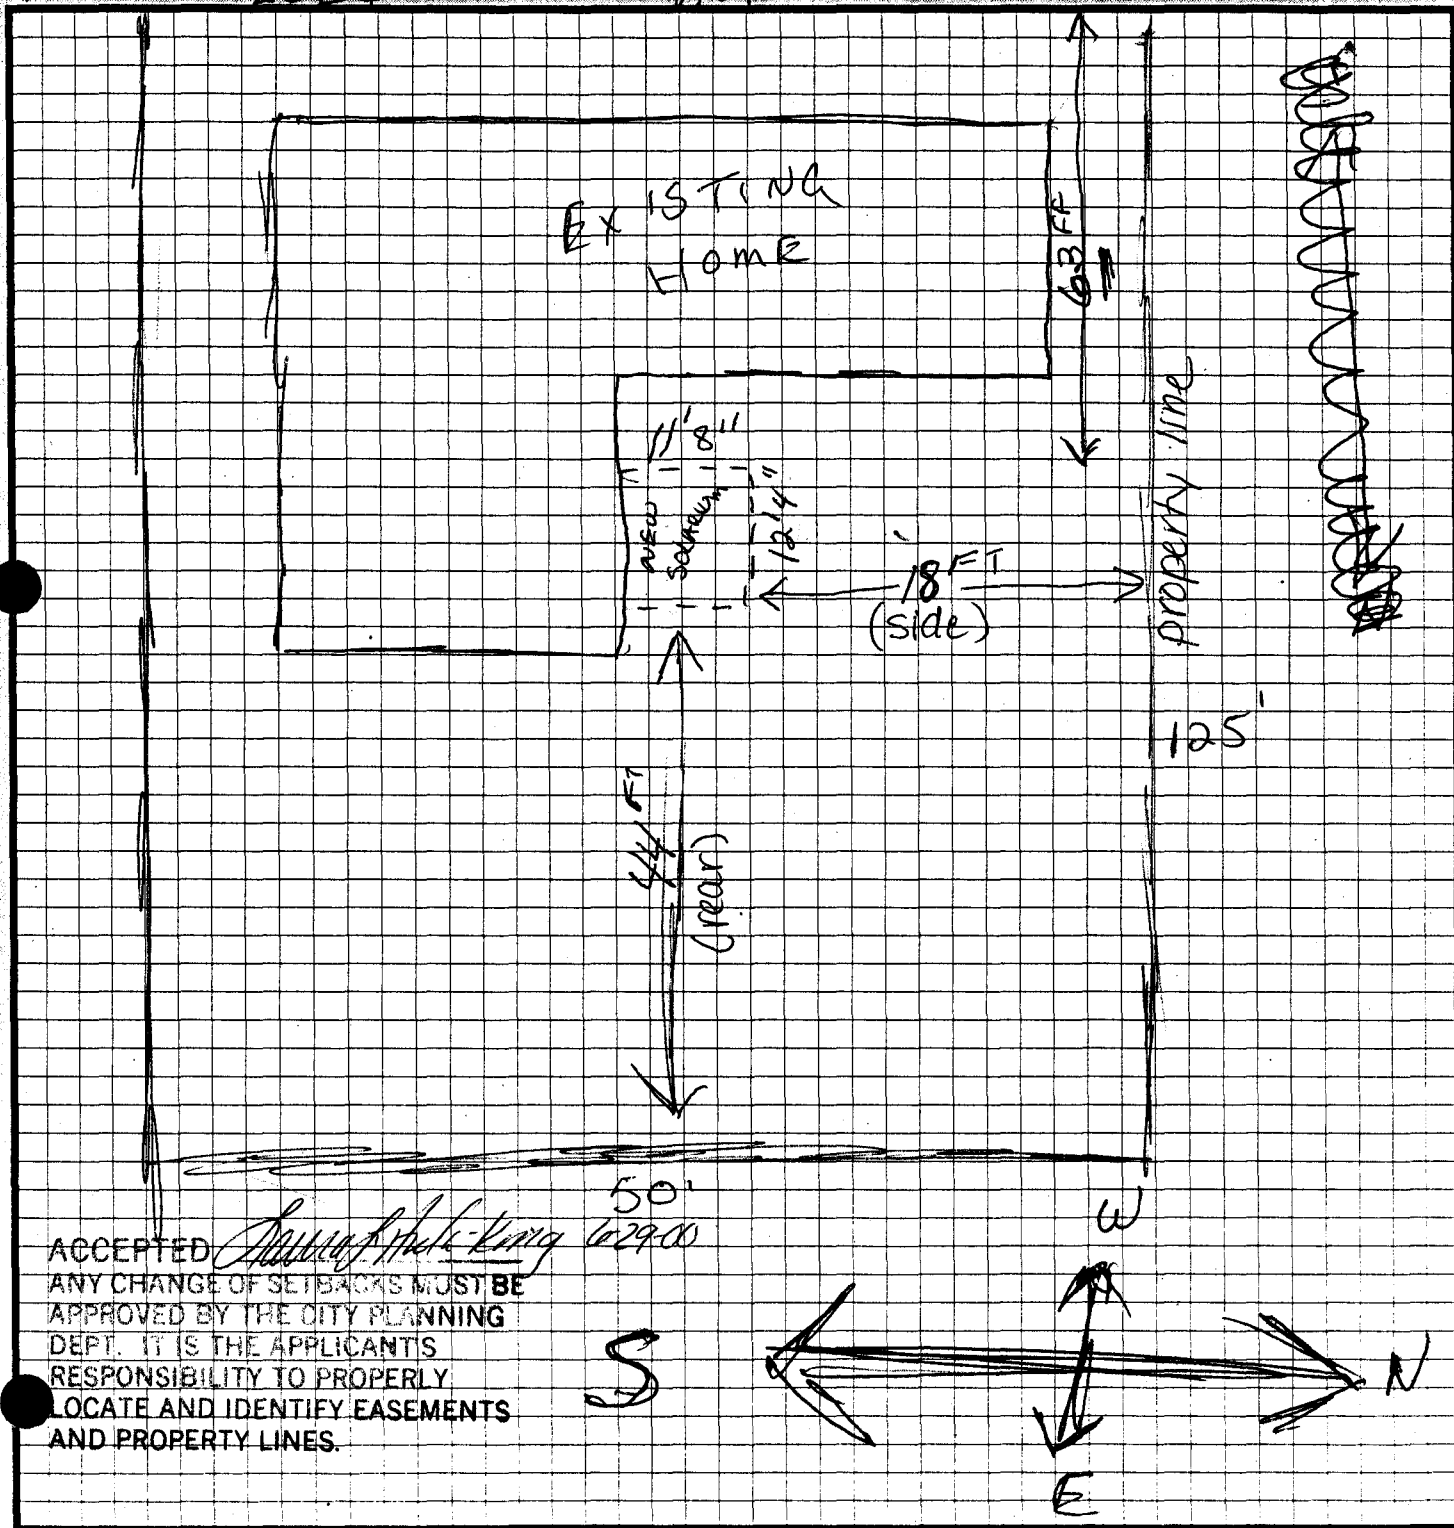 EXISTING
HOME
63 FT
11'8"
NEW
SOLARIUM
12'4"
18 FT
(side)
property line
125'
44 FT
(rear)
50'
ACCEPTED 6-29-00
ANY CHANGE OF SETBACKS MUST BE
APPROVED BY THE CITY PLANNING
DEPT. IT IS THE APPLICANT'S
RESPONSIBILITY TO PROPERLY
LOCATE AND IDENTIFY EASEMENTS
AND PROPERTY LINES.
W
S
N
E